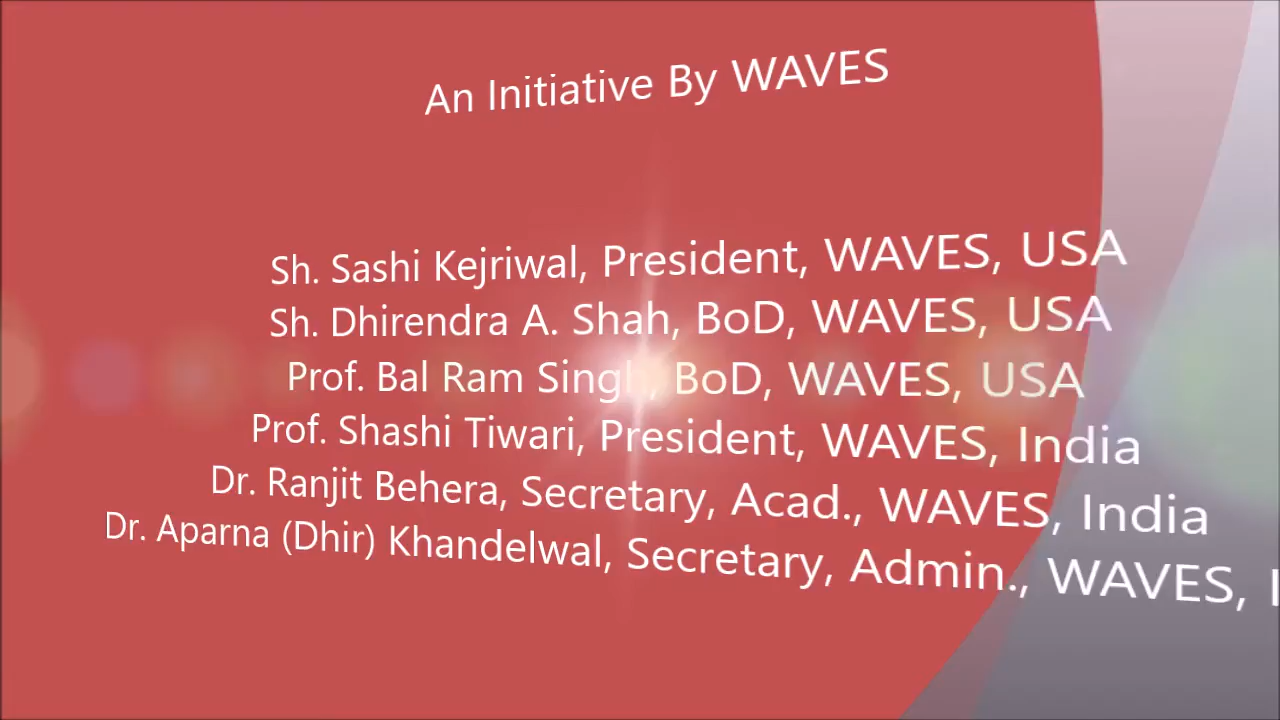 An Initiative By WAVES
Sh. Sashi Kejriwal, President, WAVES, USA
Sh. Dhirendra A. Shah, BoD, WAVES, USA
Prof. Bal Ram Singh, BoD, WAVES, USA
Prof. Shashi Tiwari, President, WAVES, India
Dr. Ranjit Behera, Secretary, Acad., WAVES, India
Dr. Aparna (Dhir) Khandelwal, Secretary, Admin., WAVES,